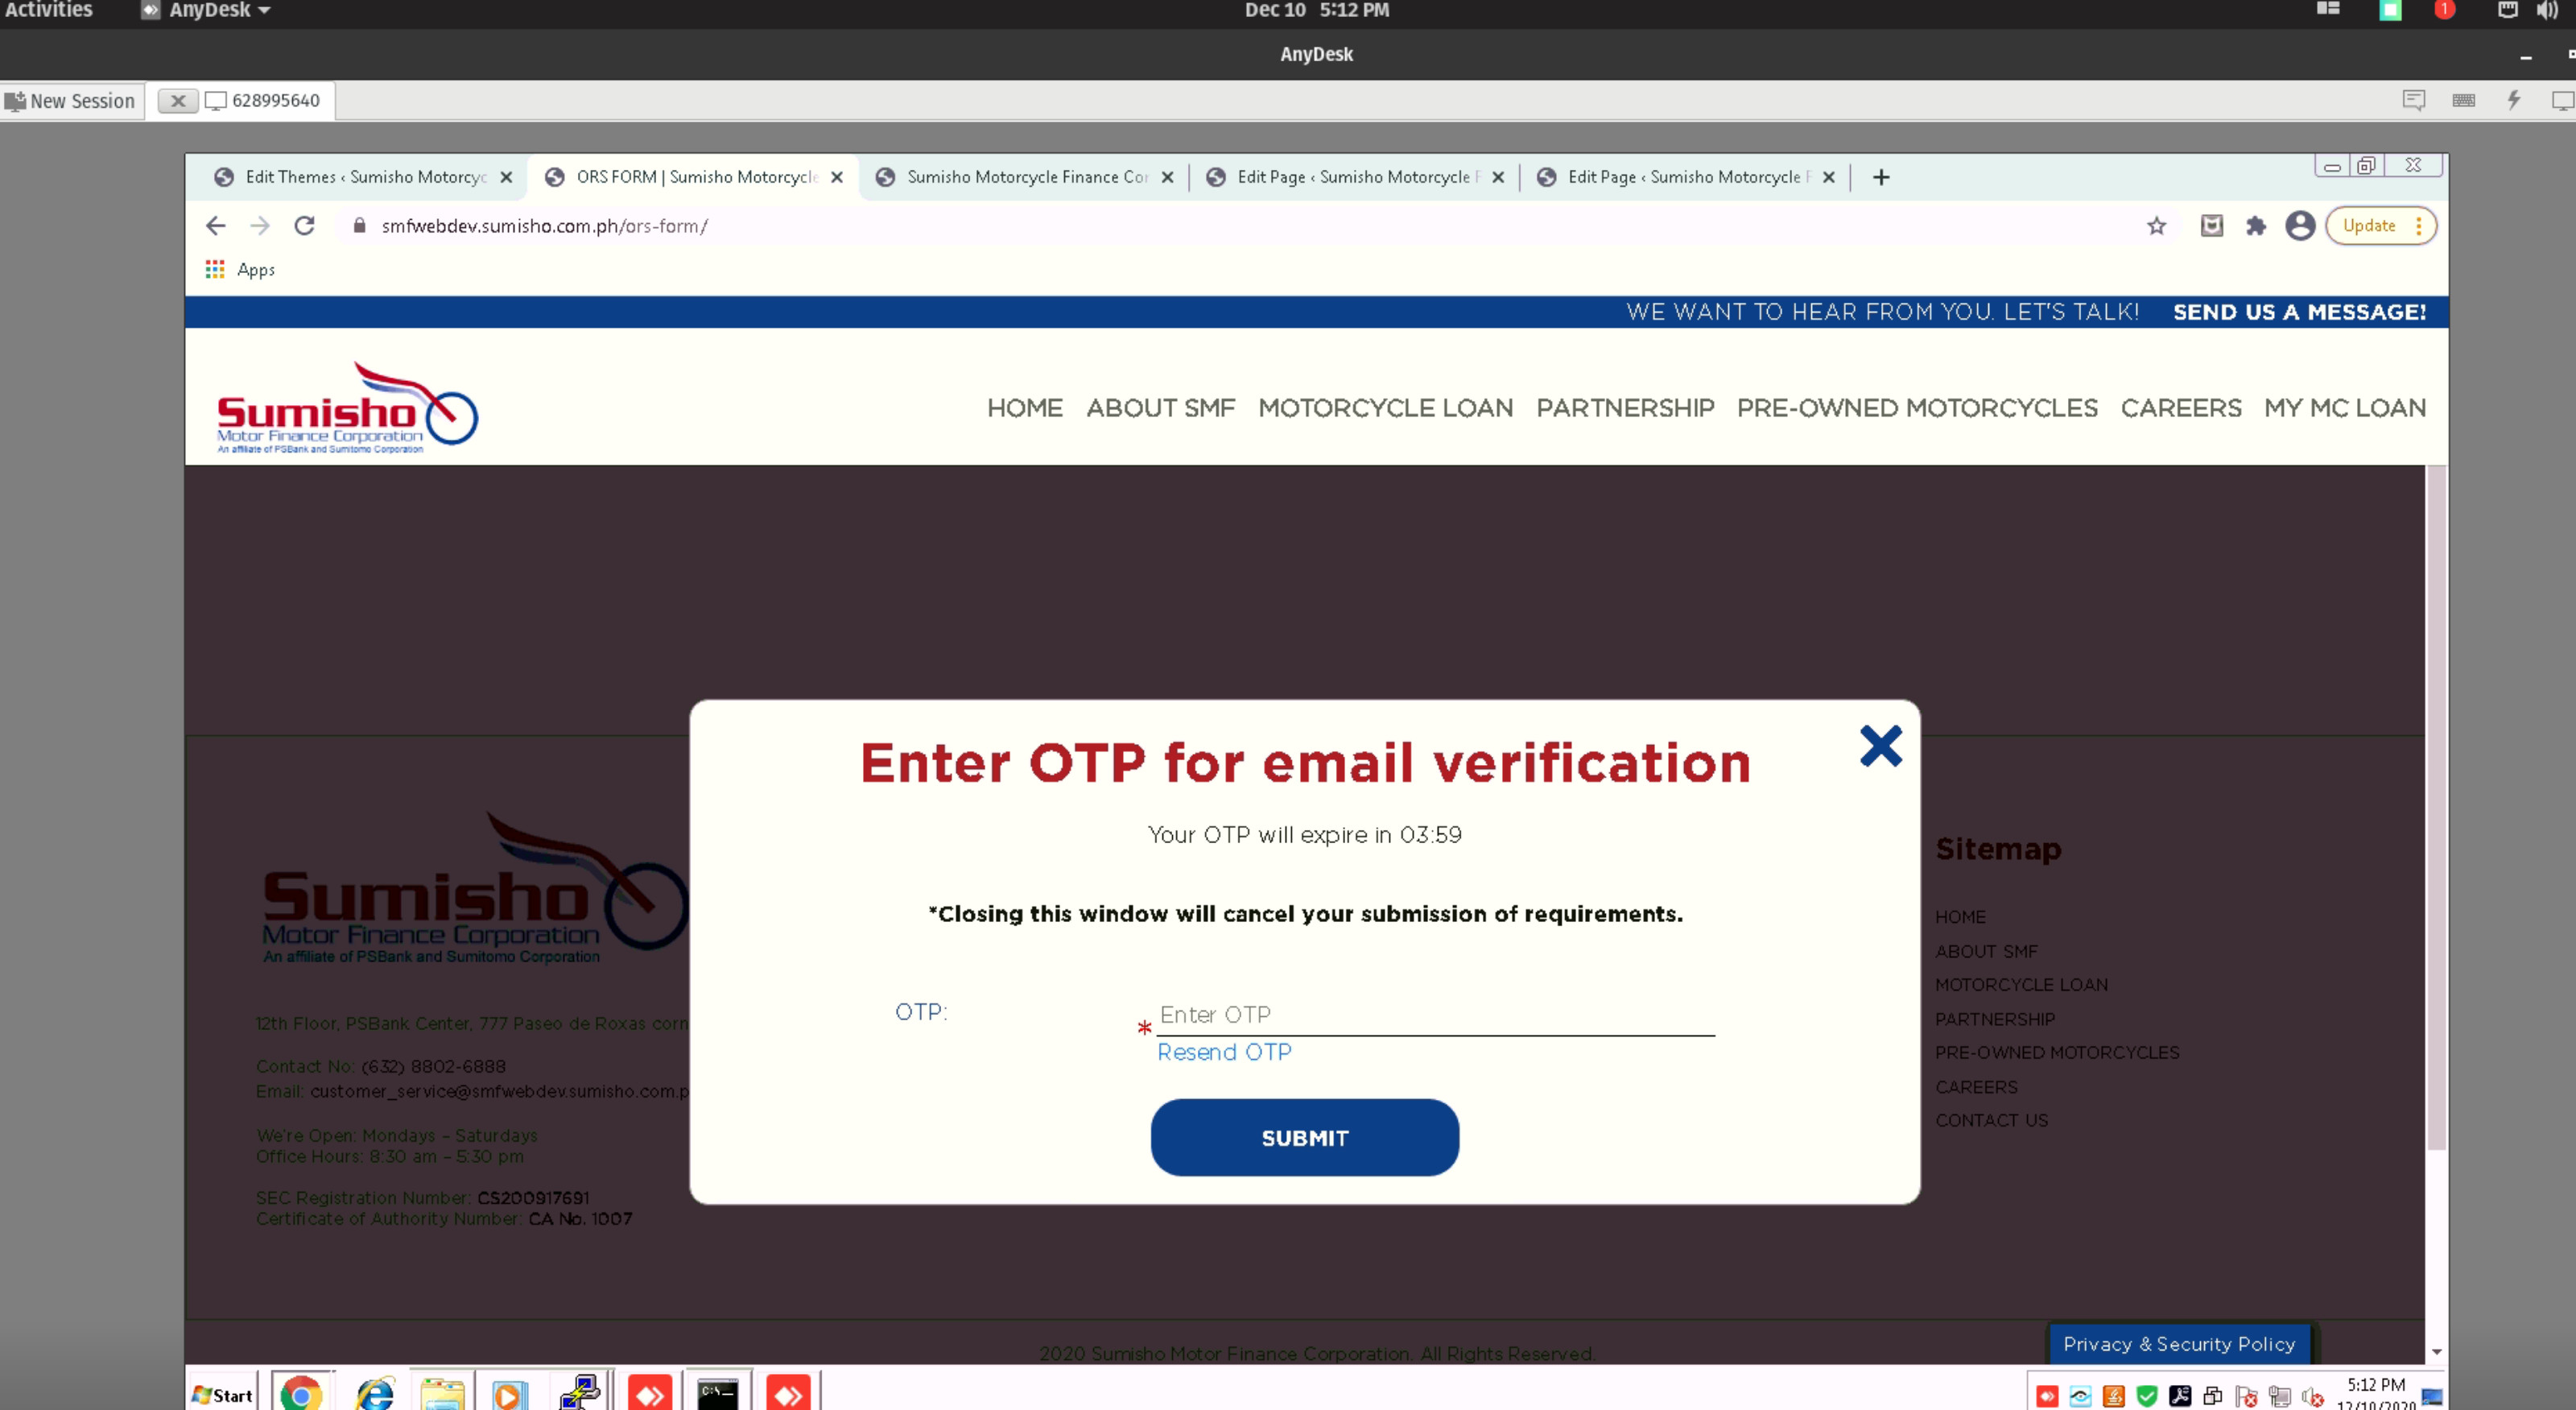 Activities AnyDesk Dec 10 5:12 PM 1
AnyDesk
New Session 628995640
Edit Themes ‹ Sumisho Motorcyc ORS FORM | Sumisho Motorcycle Sumisho Motorcycle Finance Cor Edit Page ‹ Sumisho Motorcycle F Edit Page ‹ Sumisho Motorcycle F
smfwebdev.sumisho.com.ph/ors-form/ Update
Apps
WE WANT TO HEAR FROM YOU. LET'S TALK! SEND US A MESSAGE!
Sumisho
Motor Finance Corporation
An affiliate of PSBank and Sumitomo Corporation
HOME ABOUT SMF MOTORCYCLE LOAN PARTNERSHIP PRE-OWNED MOTORCYCLES CAREERS MY MC LOAN
Enter OTP for email verification
Your OTP will expire in 03:59
*Closing this window will cancel your submission of requirements.
OTP: * Enter OTP
Resend OTP
SUBMIT
Sumisho
Motor Finance Corporation
An affiliate of PSBank and Sumitomo Corporation
12th Floor, PSBank Center, 777 Paseo de Roxas corn
Contact No: (632) 8802-6888
Email: customer_service@smfwebdev.sumisho.com.p
We're Open: Mondays – Saturdays
Office Hours: 8:30 am – 5:30 pm
SEC Registration Number: CS200917691
Certificate of Authority Number: CA No. 1007
Sitemap
HOME
ABOUT SMF
MOTORCYCLE LOAN
PARTNERSHIP
PRE-OWNED MOTORCYCLES
CAREERS
CONTACT US
2020 Sumisho Motor Finance Corporation. All Rights Reserved.
Privacy & Security Policy
Start C:\ 5:12 PM
12/10/2020